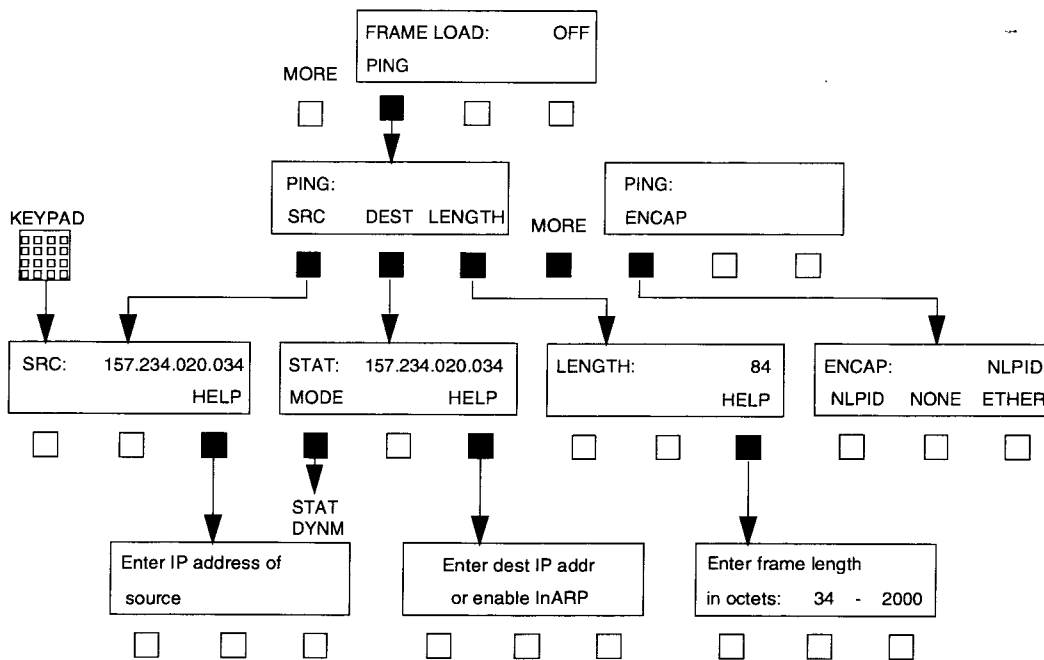 FRAME LOAD: OFF
PING
MORE
PING:
SRC DEST LENGTH
MORE
PING:
ENCAP
KEYPAD
SRC: 157.234.020.034
HELP
STAT: 157.234.020.034
MODE HELP
LENGTH: 84
HELP
ENCAP: NLPID
NLPID NONE ETHER
STAT
DYNM
Enter IP address of
source
Enter dest IP addr
or enable InARP
Enter frame length
in octets: 34 - 2000